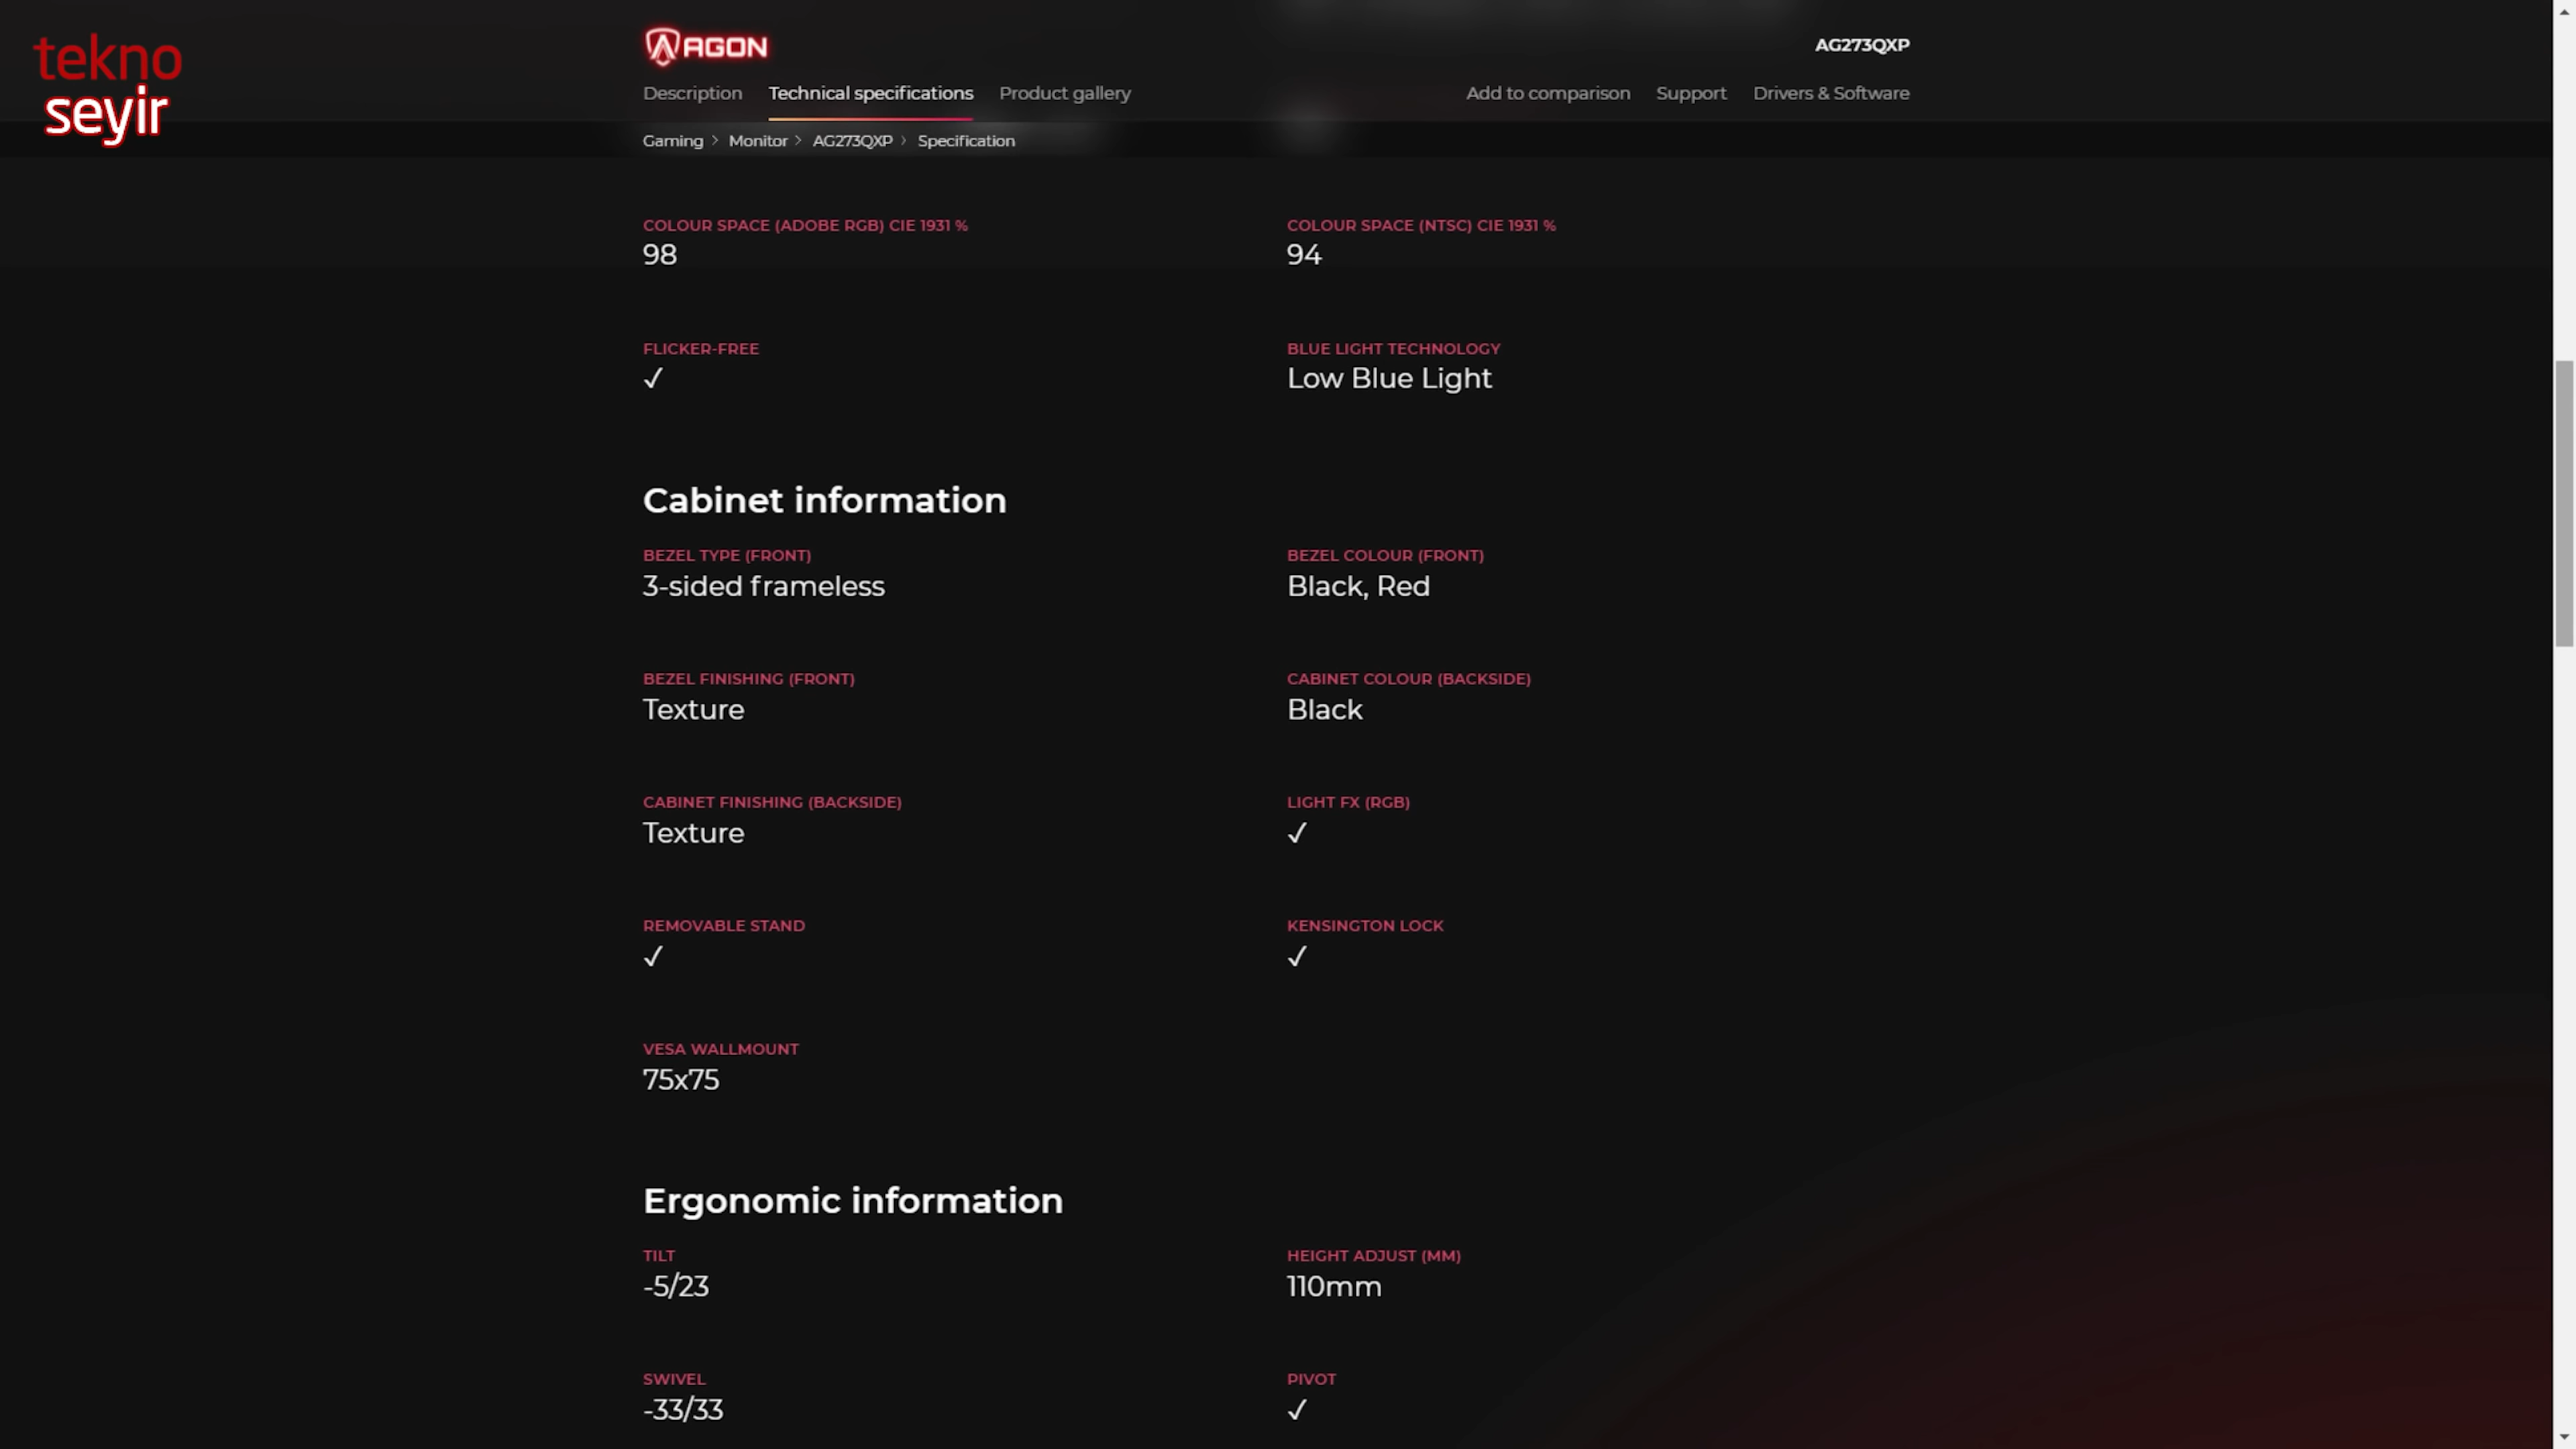 tekno
seyir
AGON
AG273QXP
Description Technical specifications Product gallery Add to comparison Support Drivers & Software
Gaming > Monitor > AG273QXP > Specification
COLOUR SPACE (ADOBE RGB) CIE 1931 %
98
COLOUR SPACE (NTSC) CIE 1931 %
94
FLICKER-FREE
✓
BLUE LIGHT TECHNOLOGY
Low Blue Light
Cabinet information
BEZEL TYPE (FRONT)
3-sided frameless
BEZEL COLOUR (FRONT)
Black, Red
BEZEL FINISHING (FRONT)
Texture
CABINET COLOUR (BACKSIDE)
Black
CABINET FINISHING (BACKSIDE)
Texture
LIGHT FX (RGB)
✓
REMOVABLE STAND
✓
KENSINGTON LOCK
✓
VESA WALLMOUNT
75x75
Ergonomic information
TILT
-5/23
HEIGHT ADJUST (MM)
110mm
SWIVEL
-33/33
PIVOT
✓